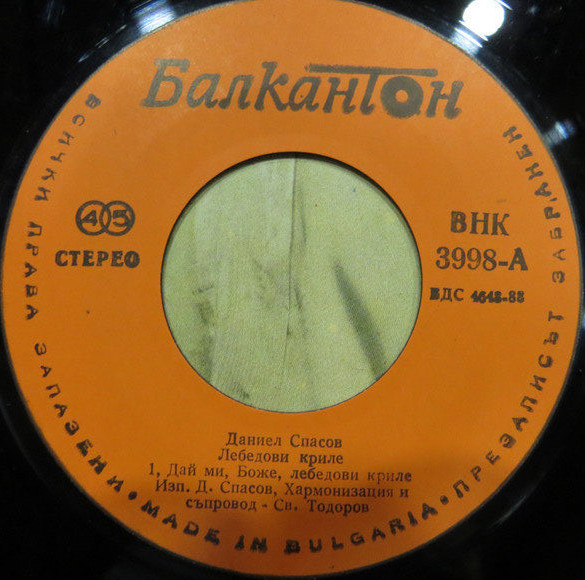 Балкантон
45
СТЕРЕО
ВНК
3998-А
БДС 4648-88
Даниел Спасов
Лебедови криле
1, Дай ми, Боже, лебедови криле
Изп. Д. Спасов, Хармонизация и
съпровод - Св. Тодоров
ВСИЧКИ ПРАВА ЗАПАЗЕНИ • MADE IN BULGARIA • ПРЕЗАПИСЪТ ЗАБРАНЕН